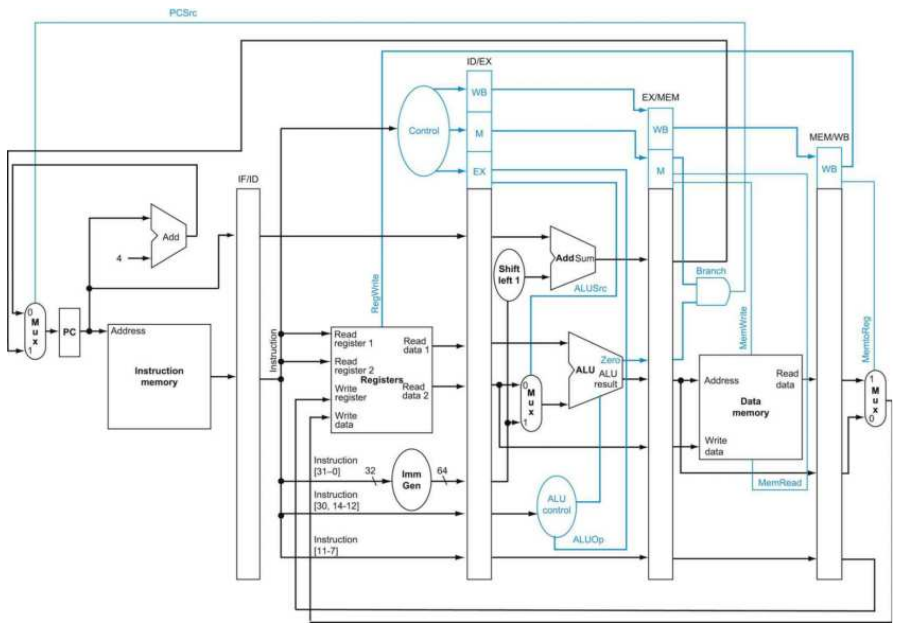 PCSrc
ID/EX
WB
EX/MEM
Control
M
WB
MEM/WB
EX
M
WB
IF/ID
Add
4
Add Sum
Shift
left 1
Branch
ALUSrc
RegWrite
MemWrite
MemtoReg
0
M
u
x
1
PC
Address
Instruction
memory
Instruction
Read
register 1
Read
data 1
Read
register 2
Registers
Write
register
Read
data 2
Write
data
Zero
ALU
ALU
result
0
M
u
x
1
Address
Read
data
Data
memory
Write
data
1
M
u
x
0
MemRead
Instruction
[31–0]
32
Imm
Gen
64
Instruction
[30, 14-12]
ALU
control
ALUOp
Instruction
[11-7]